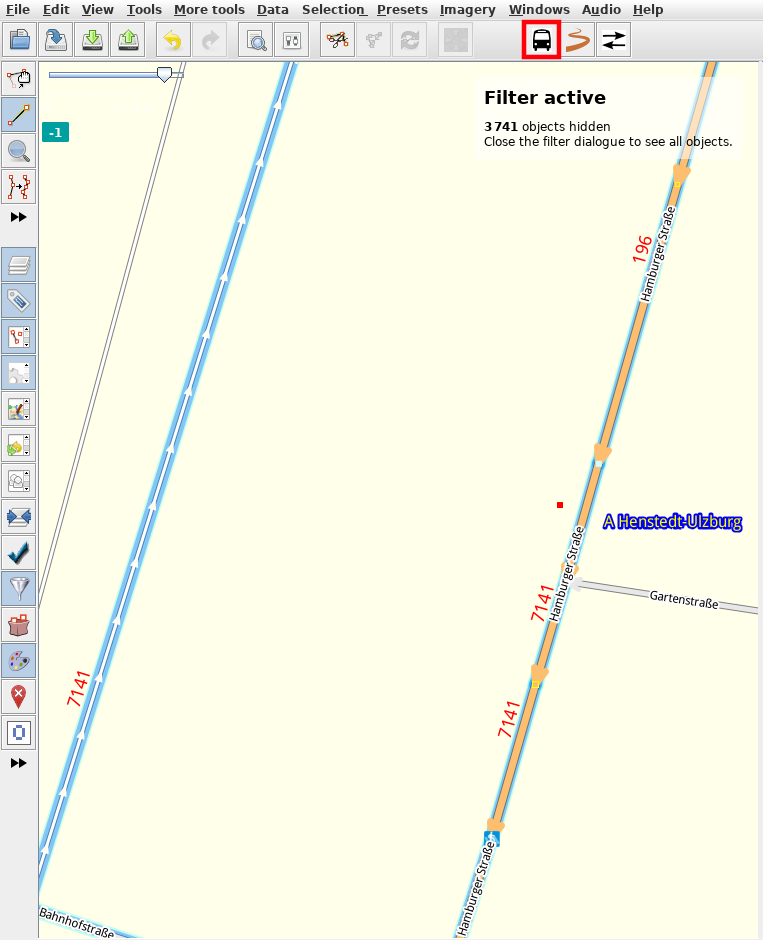 File Edit View Tools More tools Data Selection Presets Imagery Windows Audio Help
-1
Filter active
3 741 objects hidden
Close the filter dialogue to see all objects.
196
Hamburger Straße
A Henstedt-Ulzburg
Hamburger Straße
7141
Gartenstraße
7141
7141
Hamburger Straße
Bahnhofstraße